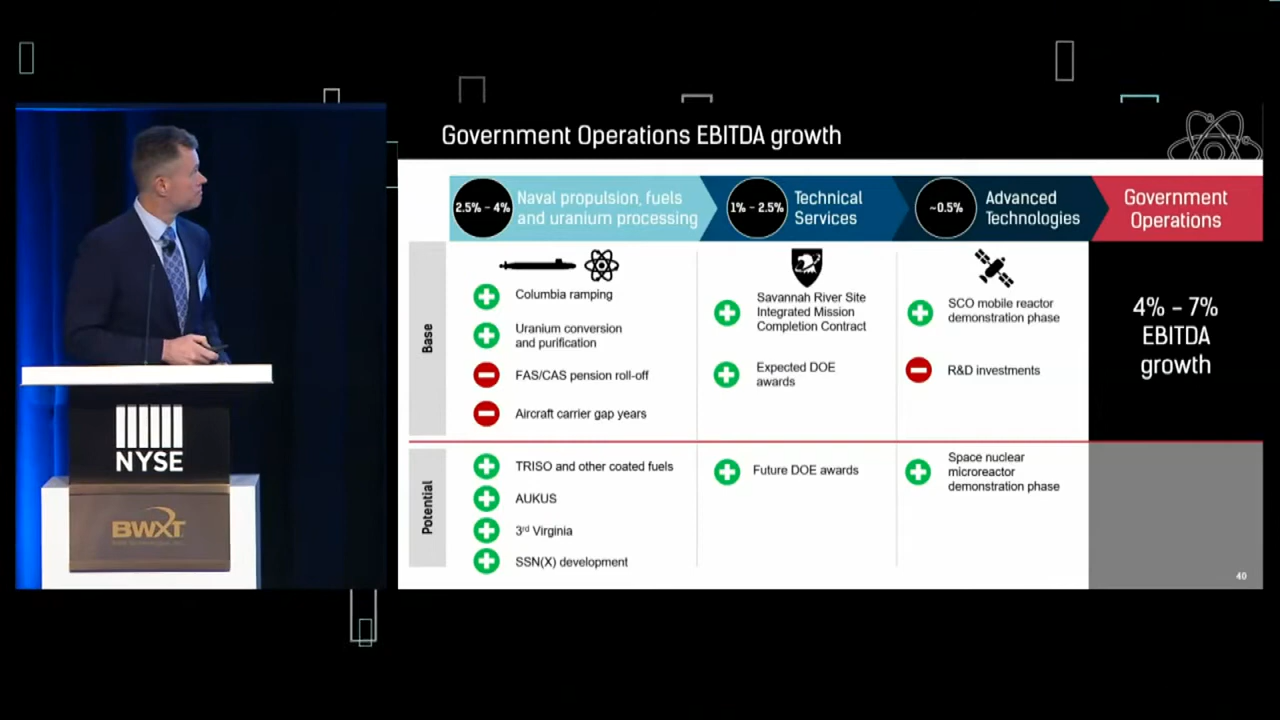 Government Operations EBITDA growth
2.5% – 4%
Naval propulsion, fuels
and uranium processing
1% – 2.5%
Technical
Services
~0.5%
Advanced
Technologies
Government
Operations
Base
Columbia ramping
Uranium conversion
and purification
FAS/CAS pension roll-off
Aircraft carrier gap years
Savannah River Site
Integrated Mission
Completion Contract
Expected DOE
awards
SCO mobile reactor
demonstration phase
R&D investments
4% – 7%
EBITDA
growth
Potential
TRISO and other coated fuels
AUKUS
3rd Virginia
SSN(X) development
Future DOE awards
Space nuclear
microreactor
demonstration phase
40
NYSE
BWXT